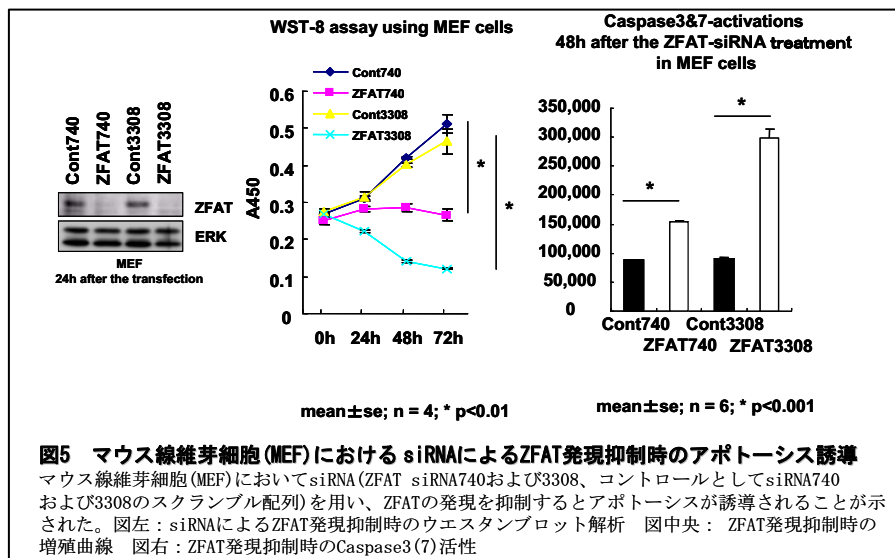 WST-8 assay using MEF cells
Caspase3&7-activations
48h after the ZFAT-siRNA treatment
in MEF cells
Cont740
ZFAT740
Cont3308
ZFAT3308
ZFAT
ERK
MEF
24h after the transfection
Cont740
ZFAT740
Cont3308
ZFAT3308
A450
0.6
0.5
0.4
0.3
0.2
0.1
0
0h 24h 48h 72h
*
*
mean±se; n = 4; * p<0.01
350,000
300,000
250,000
200,000
150,000
100,000
50,000
0
*
*
Cont740 Cont3308
ZFAT740 ZFAT3308
mean±se; n = 6; * p<0.001
図5 マウス線維芽細胞(MEF)における siRNAによるZFAT発現抑制時のアポトーシス誘導
マウス線維芽細胞(MEF)においてsiRNA(ZFAT siRNA740および3308、コントロールとしてsiRNA740
および3308のスクランブル配列)を用い、ZFATの発現を抑制するとアポトーシスが誘導されることが示
された。図左：siRNAによるZFAT発現抑制時のウエスタンブロット解析 図中央： ZFAT発現抑制時の
増殖曲線 図右：ZFAT発現抑制時のCaspase3(7)活性